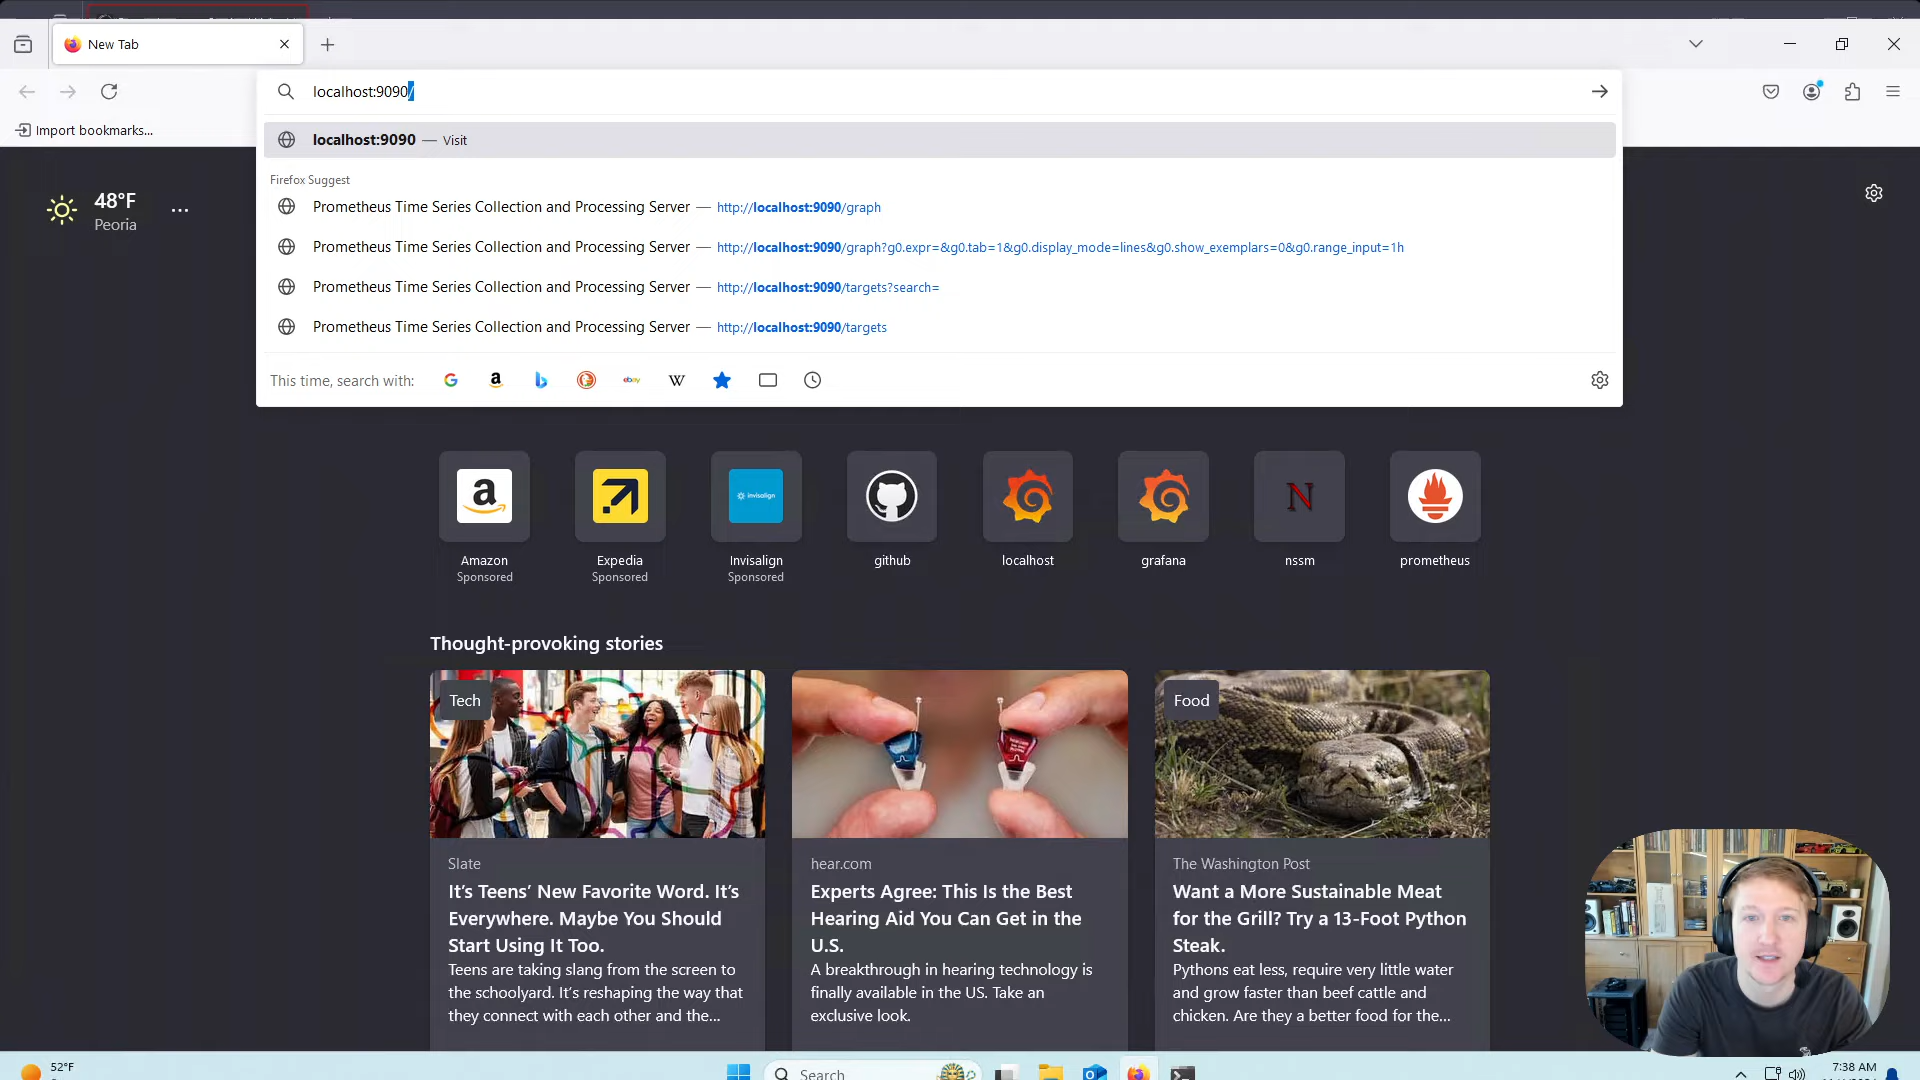 New Tab
localhost:9090/
Import bookmarks...
localhost:9090 — Visit
Firefox Suggest
Prometheus Time Series Collection and Processing Server — http://localhost:9090/graph
Prometheus Time Series Collection and Processing Server — http://localhost:9090/graph?g0.expr=&g0.tab=1&g0.display_mode=lines&g0.show_exemplars=0&g0.range_input=1h
Prometheus Time Series Collection and Processing Server — http://localhost:9090/targets?search=
Prometheus Time Series Collection and Processing Server — http://localhost:9090/targets
This time, search with:
48°F
Peoria
Amazon
Sponsored
Expedia
Sponsored
invisalign
Invisalign
Sponsored
github
localhost
grafana
N
nssm
prometheus
Thought-provoking stories
Tech
Slate
It’s Teens’ New Favorite Word. It’s
Everywhere. Maybe You Should
Start Using It Too.
Teens are taking slang from the screen to
the schoolyard. It’s reshaping the way that
they connect with each other and the...
hear.com
Experts Agree: This Is the Best
Hearing Aid You Can Get in the
U.S.
A breakthrough in hearing technology is
finally available in the US. Take an
exclusive look.
Food
The Washington Post
Want a More Sustainable Meat
for the Grill? Try a 13-Foot Python
Steak.
Pythons eat less, require very little water
and grow faster than beef cattle and
chicken. Are they a better food for the...
52°F
Search
7:38 AM